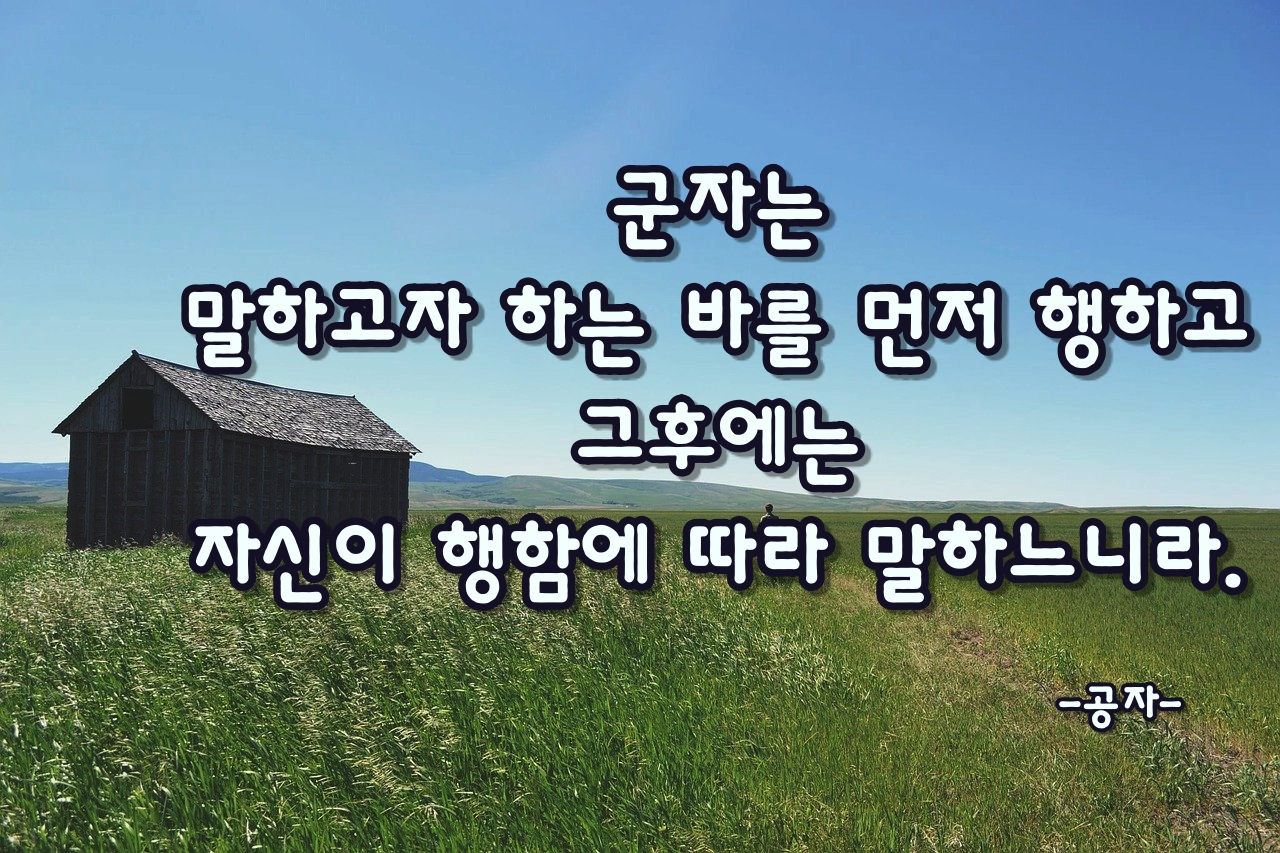 군자는
말하고자 하는 바를 먼저 행하고
그후에는
자신이 행함에 따라 말하느니라.
-공자-